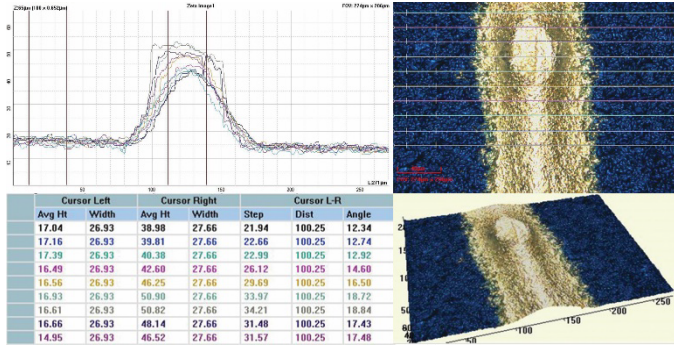 Zeta Image1
50
100
150
200
250
Cursor Left Cursor Right Cursor L-R
Avg Ht Width Avg Ht Width Step Dist Angle
17.04 26.93 38.98 27.66 21.94 100.25 12.34
17.16 26.93 39.81 27.66 22.66 100.25 12.74
17.39 26.93 40.38 27.66 22.99 100.25 12.92
16.49 26.93 42.60 27.66 26.12 100.25 14.60
16.56 26.93 46.25 27.66 29.69 100.25 16.50
16.93 26.93 50.90 27.66 33.97 100.25 18.72
16.61 26.93 50.82 27.66 34.21 100.25 18.84
16.66 26.93 48.14 27.66 31.48 100.25 17.43
14.95 26.93 46.52 27.66 31.57 100.25 17.48
50
100
150
200
250